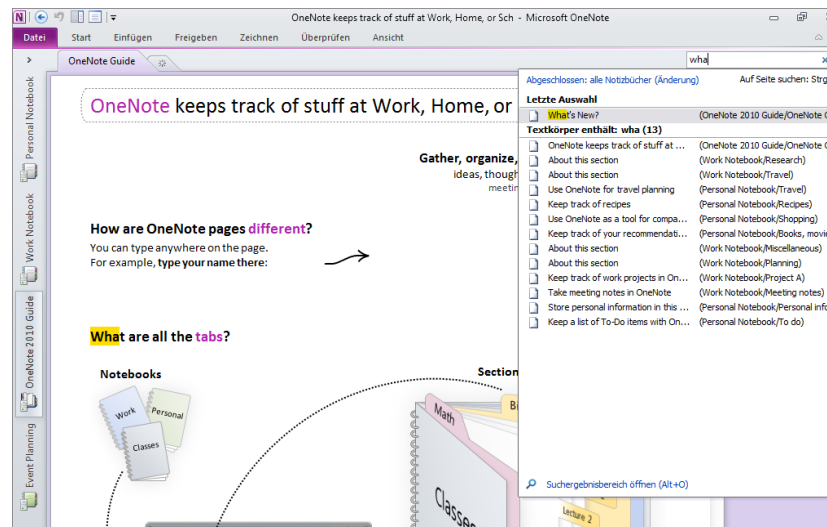 OneNote keeps track of stuff at Work, Home, or Sch - Microsoft OneNote
Datei Start Einfügen Freigeben Zeichnen Überprüfen Ansicht
OneNote Guide
wha
Personal Notebook
Work Notebook
OneNote 2010 Guide
Event Planning
OneNote keeps track of stuff at Work, Home, or
Gather, organize,
ideas, though
meetin
How are OneNote pages different?
You can type anywhere on the page.
For example, type your name there:
What are all the tabs?
Notebooks
Work
Personal
Classes
Section
Math
Bi
Classes
Lecture 2
Abgeschlossen: alle Notizbücher (Änderung) Auf Seite suchen: Strg
Letzte Auswahl
What's New? (OneNote 2010 Guide/OneNote G
Textkörper enthält: wha (13)
OneNote keeps track of stuff at ... (OneNote 2010 Guide/OneNote G
About this section (Work Notebook/Research)
About this section (Work Notebook/Travel)
Use OneNote for travel planning (Personal Notebook/Travel)
Keep track of recipes (Personal Notebook/Recipes)
Use OneNote as a tool for compa... (Personal Notebook/Shopping)
Keep track of your recommendati... (Personal Notebook/Books, movie
About this section (Work Notebook/Miscellaneous)
About this section (Work Notebook/Planning)
Keep track of work projects in On... (Work Notebook/Project A)
Take meeting notes in OneNote (Work Notebook/Meeting notes)
Store personal information in this ... (Personal Notebook/Personal info
Keep a list of To-Do items with On... (Personal Notebook/To do)
Suchergebnisbereich öffnen (Alt+O)